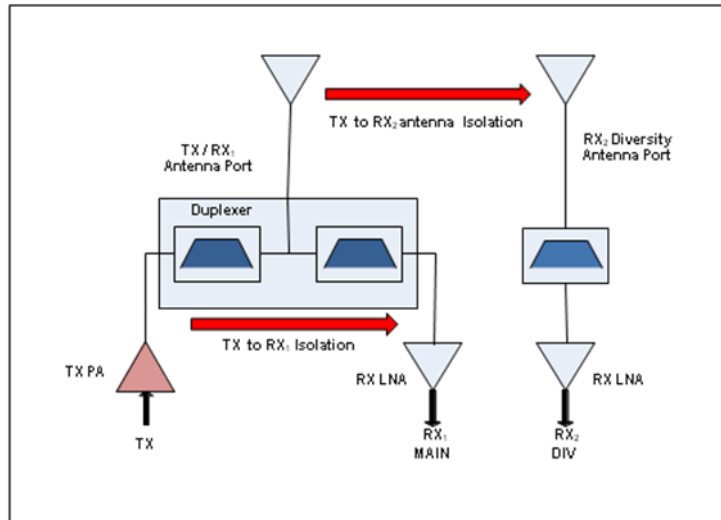 TX to RX₂ antenna Isolation
TX / RX₁
Antenna Port
RX₂ Diversity
Antenna Port
Duplexer
TX to RX₁ Isolation
TX PA
RX LNA
RX LNA
TX
RX₁
MAIN
RX₂
DIV